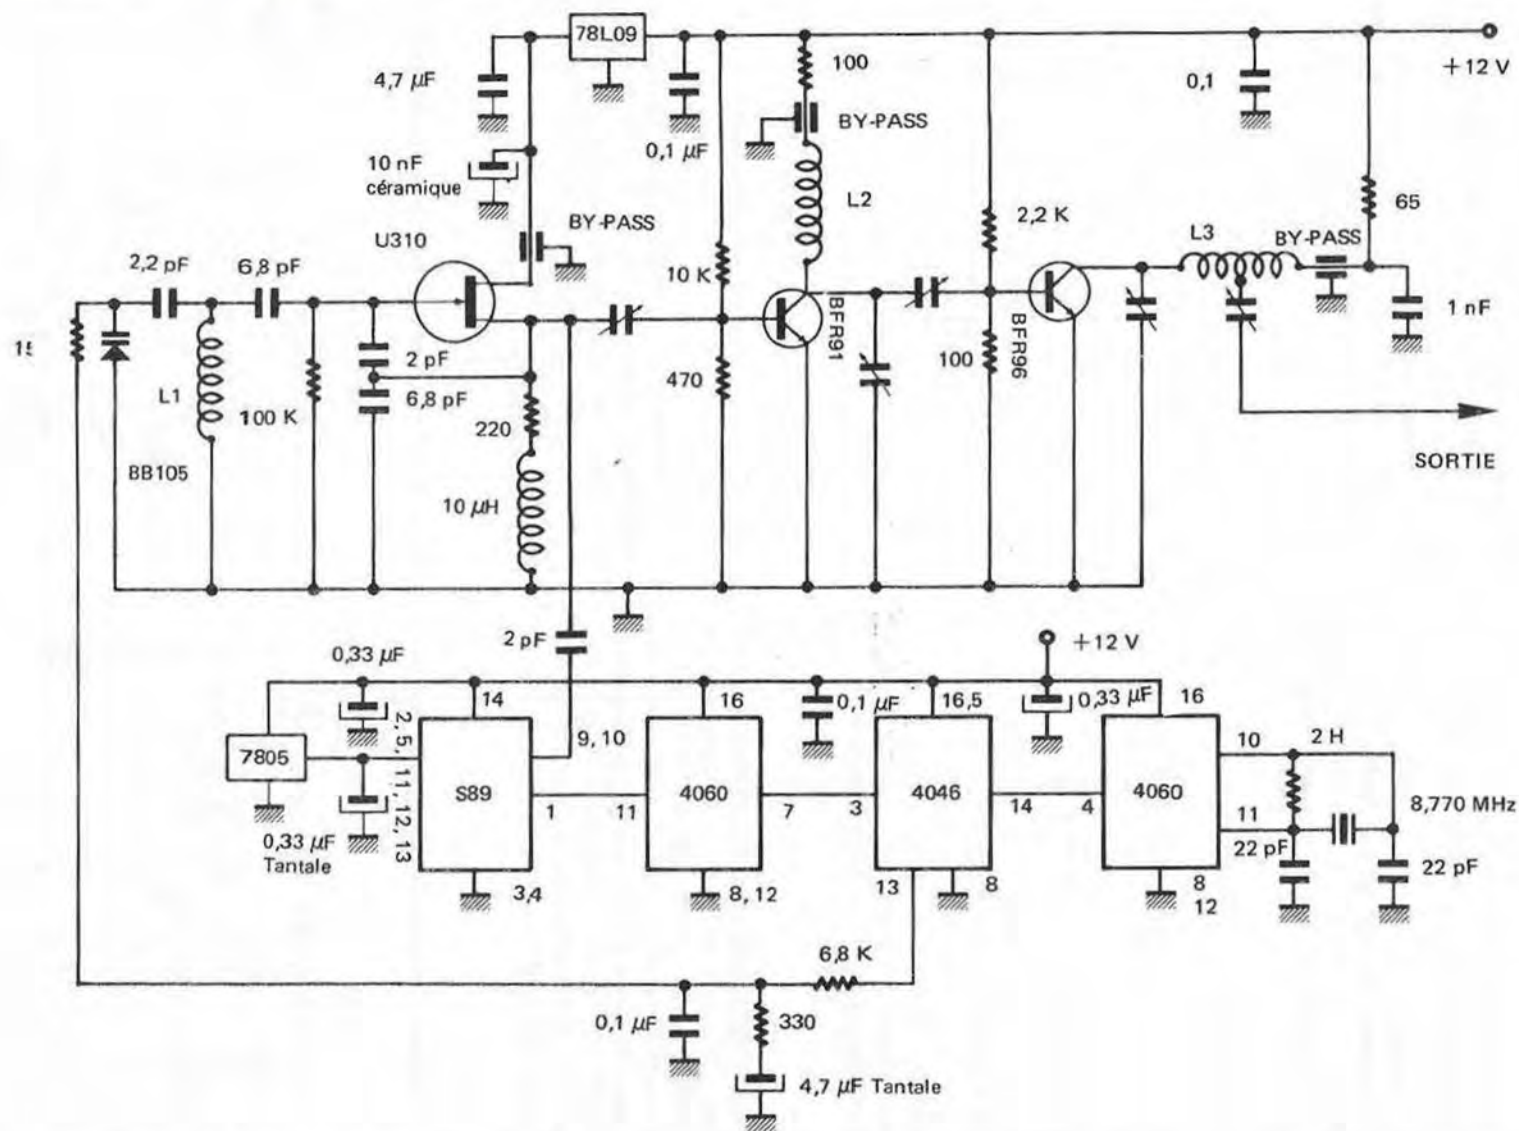 78L09
+12 V
4,7 µF
100
0,1
BY-PASS
0,1 µF
10 nF
céramique
L2
65
2,2 K
BY-PASS
U310
L3
BY-PASS
2,2 pF
6,8 pF
10 K
BFR91
BFR96
1 nF
2 pF
100
470
L1
6,8 pF
100 K
220
SORTIE
BB105
10 µH
2 pF
+12 V
0,33 µF
14
16
0,1 µF
16,5
0,33 µF
16
2,5,
11, 12, 13
9, 10
10
2 H
7805
S89
4060
4046
4060
1
11
7
3
14
4
8,770 MHz
11
0,33 µF
Tantale
22 pF
22 pF
3,4
8, 12
13
8
8
12
6,8 K
0,1 µF
330
4,7 µF Tantale